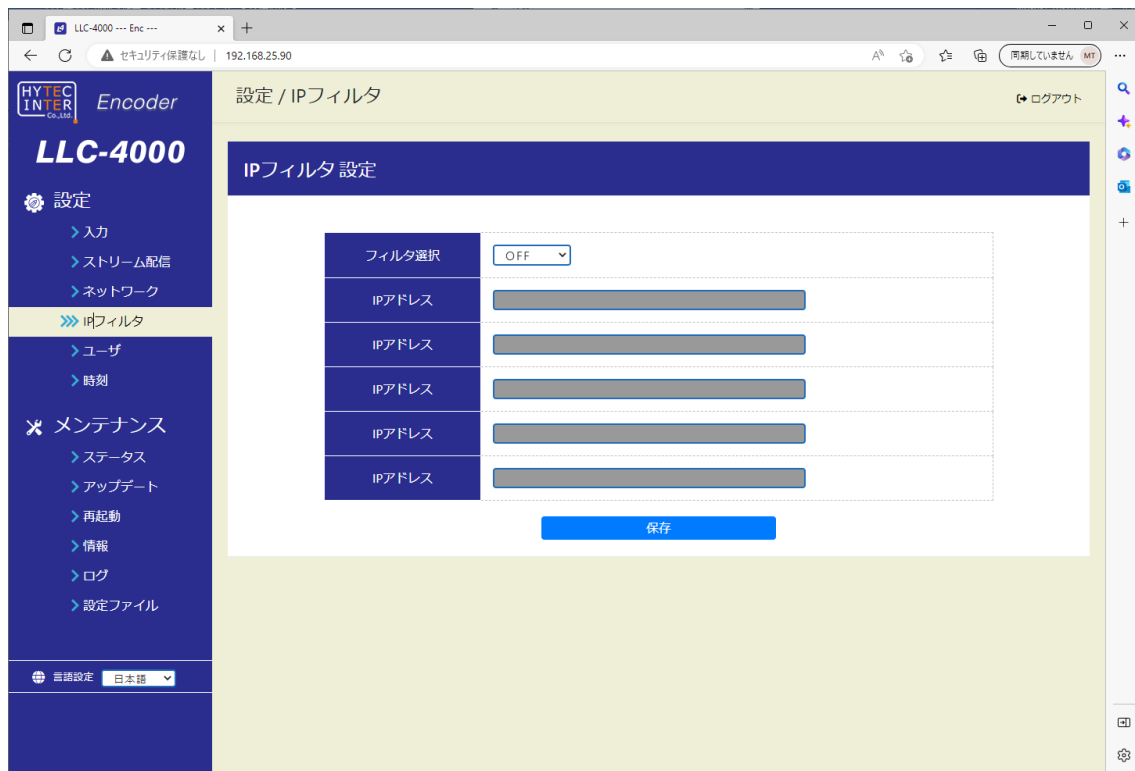 LLC-4000 --- Enc ---
セキュリティ保護なし
192.168.25.90
同期していません MT
HYTEC
INTER
Co.,Ltd.
Encoder
LLC-4000
設定
入力
ストリーム配信
ネットワーク
IPフィルタ
ユーザ
時刻
メンテナンス
ステータス
アップデート
再起動
情報
ログ
設定ファイル
言語設定 日本語
設定 / IPフィルタ
ログアウト
IPフィルタ 設定
フィルタ選択 OFF
IPアドレス
IPアドレス
IPアドレス
IPアドレス
IPアドレス
保存